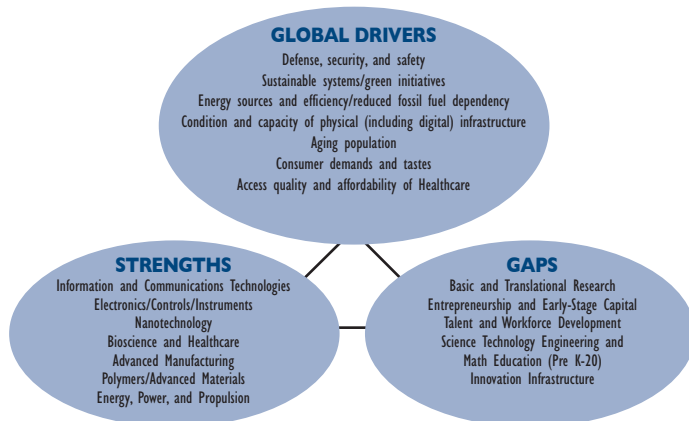 GLOBAL DRIVERS
Defense, security, and safety
Sustainable systems/green initiatives
Energy sources and efficiency/reduced fossil fuel dependency
Condition and capacity of physical (including digital) infrastructure
Aging population
Consumer demands and tastes
Access quality and affordability of Healthcare
STRENGTHS
Information and Communications Technologies
Electronics/Controls/Instruments
Nanotechnology
Bioscience and Healthcare
Advanced Manufacturing
Polymers/Advanced Materials
Energy, Power, and Propulsion
GAPS
Basic and Translational Research
Entrepreneurship and Early-Stage Capital
Talent and Workforce Development
Science Technology Engineering and
Math Education (Pre K-20)
Innovation Infrastructure